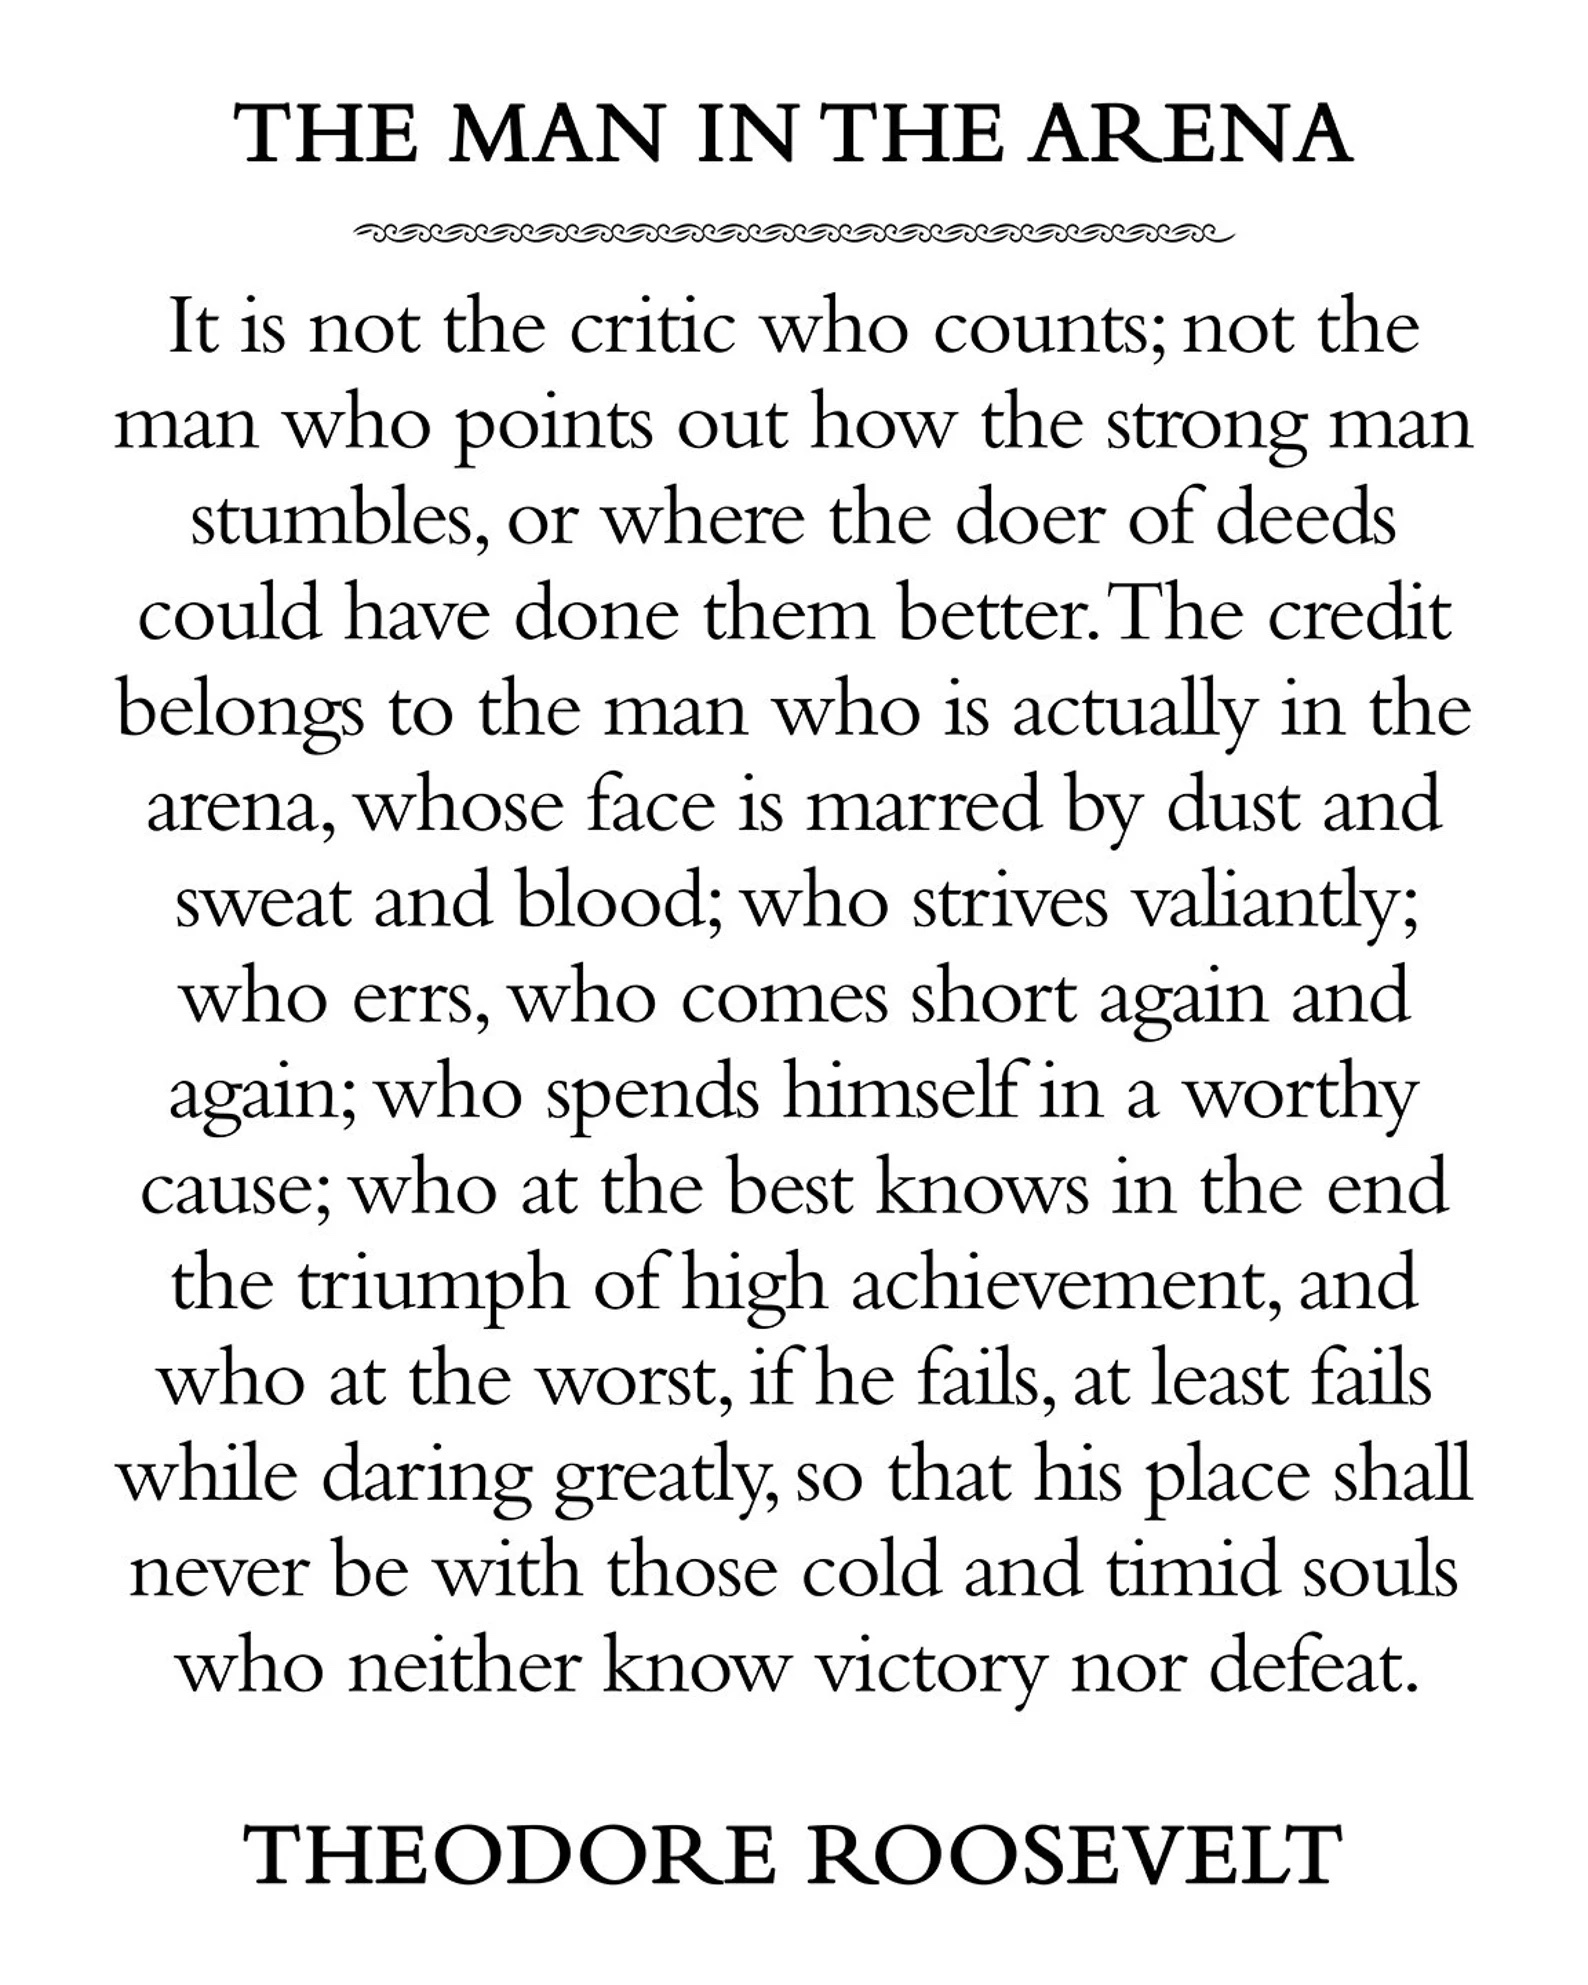 THE MAN IN THE ARENA
It is not the critic who counts; not the
man who points out how the strong man
stumbles, or where the doer of deeds
could have done them better. The credit
belongs to the man who is actually in the
arena, whose face is marred by dust and
sweat and blood; who strives valiantly;
who errs, who comes short again and
again; who spends himself in a worthy
cause; who at the best knows in the end
the triumph of high achievement, and
who at the worst, if he fails, at least fails
while daring greatly, so that his place shall
never be with those cold and timid souls
who neither know victory nor defeat.
THEODORE ROOSEVELT